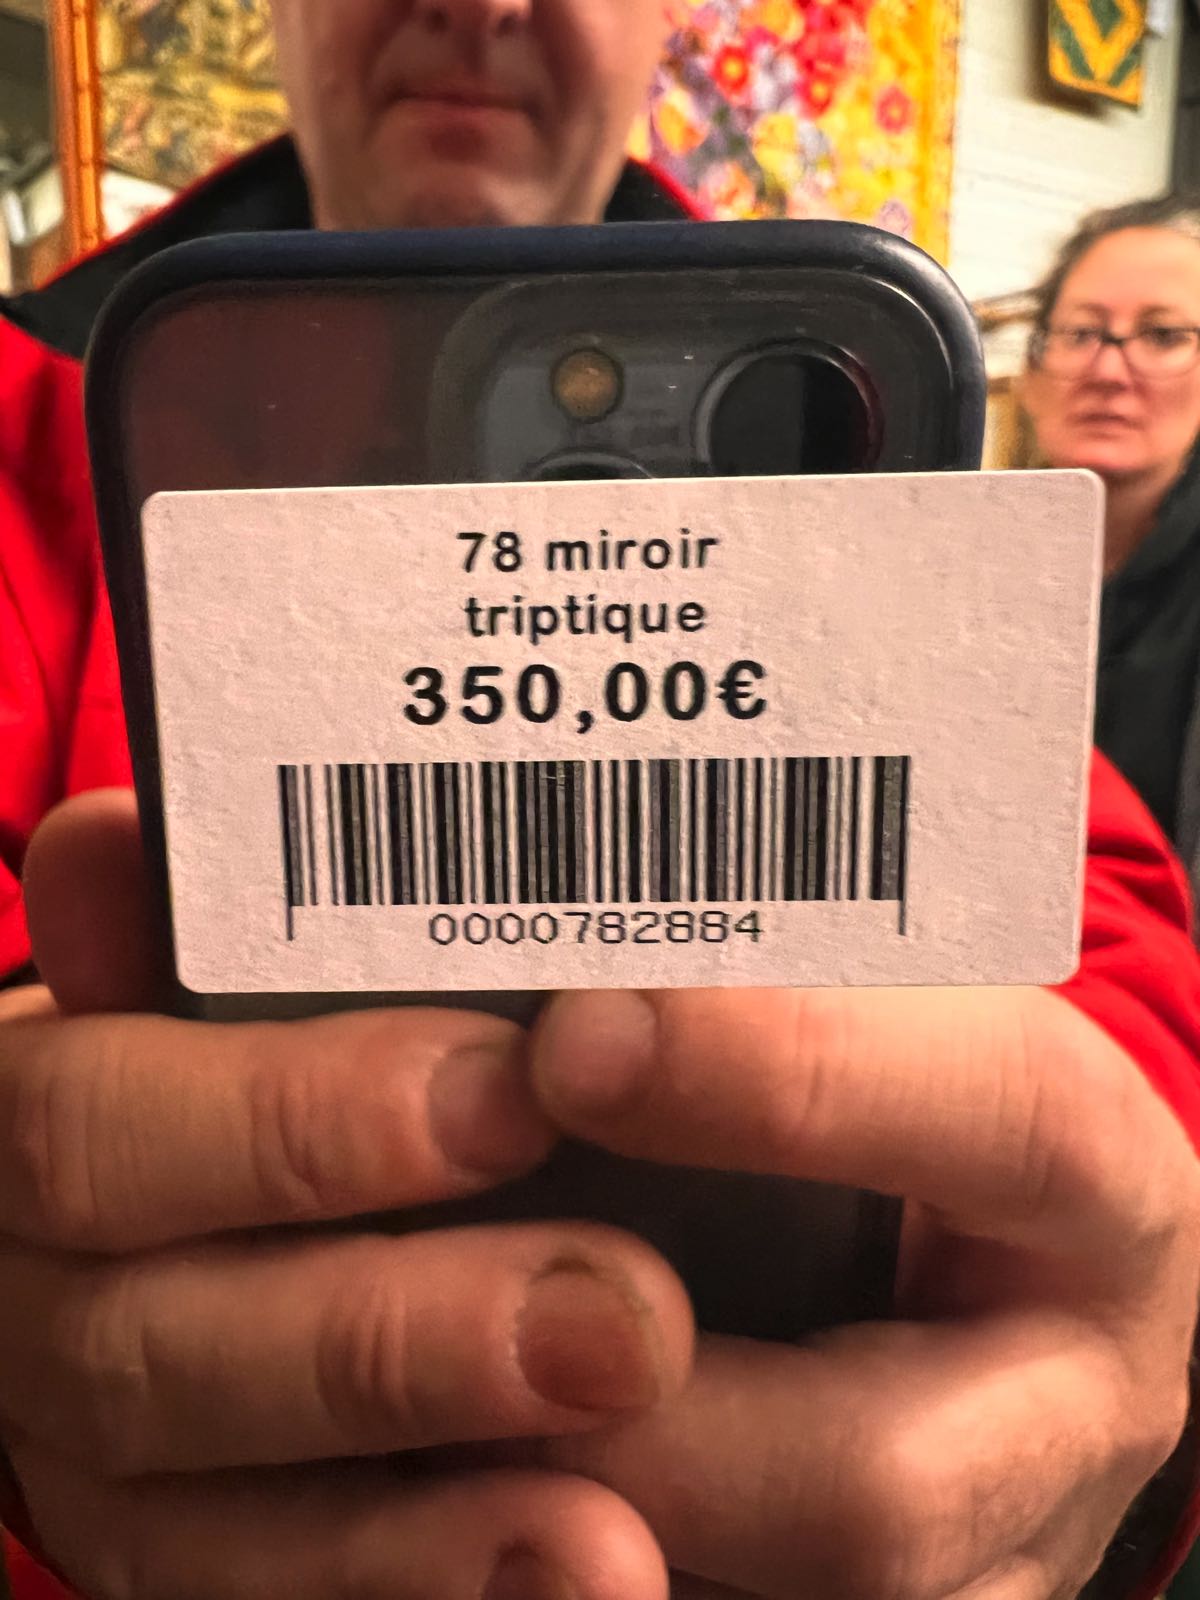 78 miroir
triptique
350,00€
0000782884